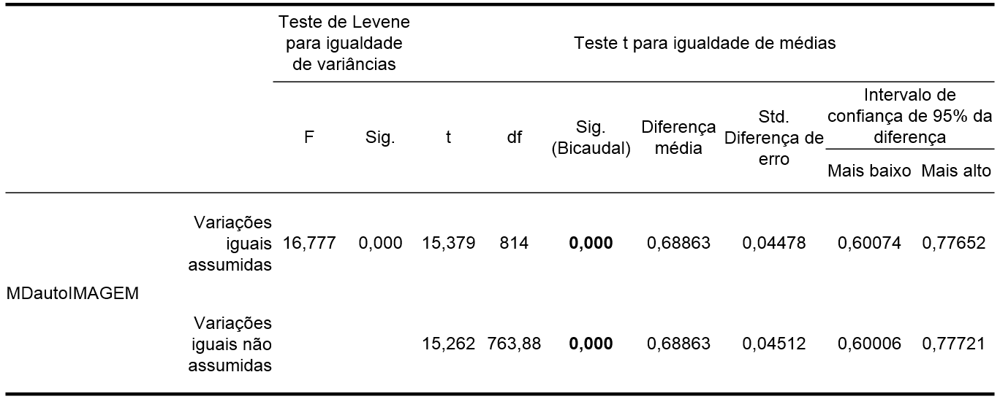 Teste de Levene
para igualdade
de variâncias
Teste t para igualdade de médias
F
Sig.
t
df
Sig.
(Bicaudal)
Diferença
média
Std.
Diferença de
erro
Intervalo de
confiança de 95% da
diferença
Mais baixo Mais alto
MDautoIMAGEM
Variações
iguais
assumidas
16,777 0,000 15,379 814 0,000 0,68863 0,04478 0,60074 0,77652
Variações
iguais não
assumidas
15,262 763,88 0,000 0,68863 0,04512 0,60006 0,77721